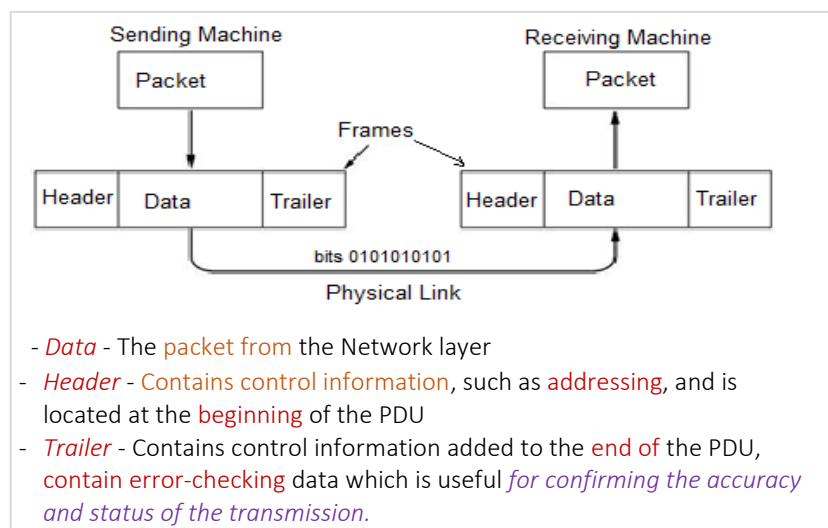 Sending Machine Receiving Machine
Packet Packet
Frames
Header Data Trailer Header Data Trailer
bits 0101010101
Physical Link
- Data - The packet from the Network layer
- Header - Contains control information, such as addressing, and is
located at the beginning of the PDU
- Trailer - Contains control information added to the end of the PDU,
contain error-checking data which is useful for confirming the accuracy
and status of the transmission.